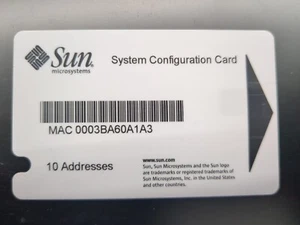 Sun
microsystems
System Configuration Card
MAC 0003BA60A1A3
10 Addresses
www.sun.com
Sun, Sun Microsystems and the Sun logo
are trademarks or registered trademarks of
Sun Microsystems, Inc. in the United States
and other countries.